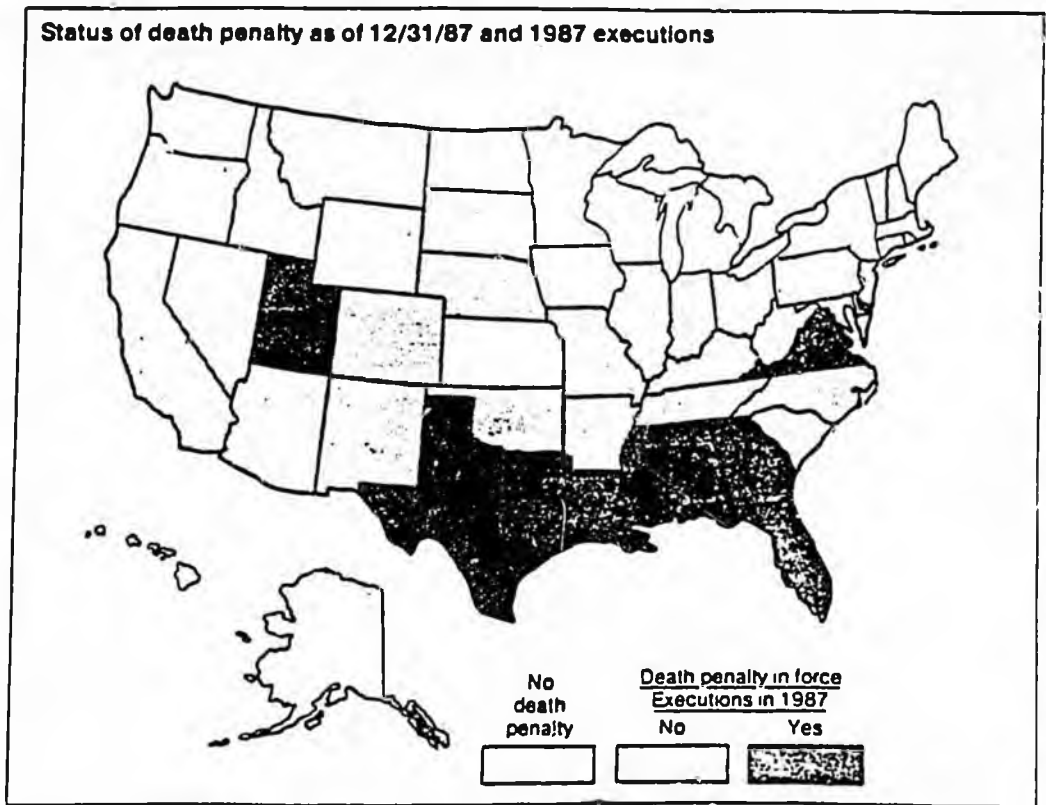 Status of death penalty as of 12/31/87 and 1987 executions
No
death
penalty
Death penalty in force
Executions in 1987
No
Yes